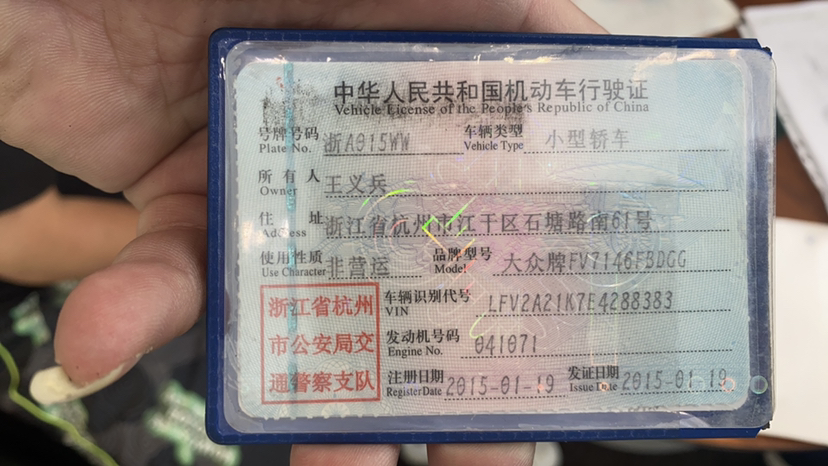 中华人民共和国机动车行驶证
Vehicle License of the People's Republic of China
号牌号码 Plate No. 浙A015WW 车辆类型 Vehicle Type 小型轿车
所有人 Owner 王义兵
住址 Address 浙江省杭州市江干区石塘路南61号
使用性质 Use Character 非营运 品牌型号 Model 大众牌FV7146FBDGG
浙江省杭州 车辆识别代号 VIN LFV2A21K7E4288383
市公安局交 发动机号码 Engine No. 041071
通警察支队 注册日期 Register Date 2015-01-19 发证日期 Issue Date 2015-01-19